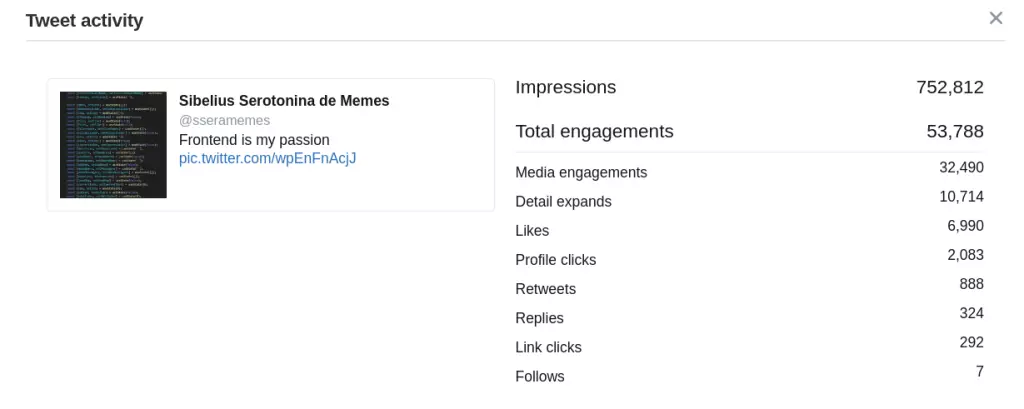 Tweet activity
Sibelius Serotonina de Memes
@sseramemes
Frontend is my passion
pic.twitter.com/wpEnFnAcjJ
Impressions 752,812
Total engagements 53,788
Media engagements 32,490
Detail expands 10,714
Likes 6,990
Profile clicks 2,083
Retweets 888
Replies 324
Link clicks 292
Follows 7